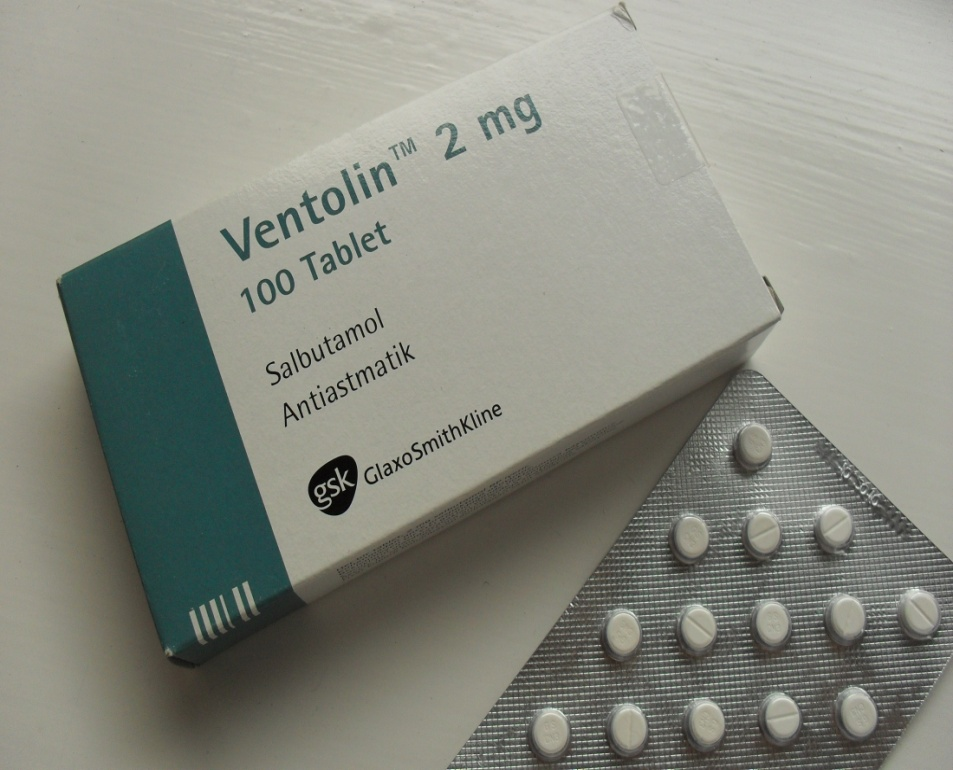 Ventolin™ 2 mg
100 Tablet
Salbutamol
Antiastmatik
gsk GlaxoSmithKline